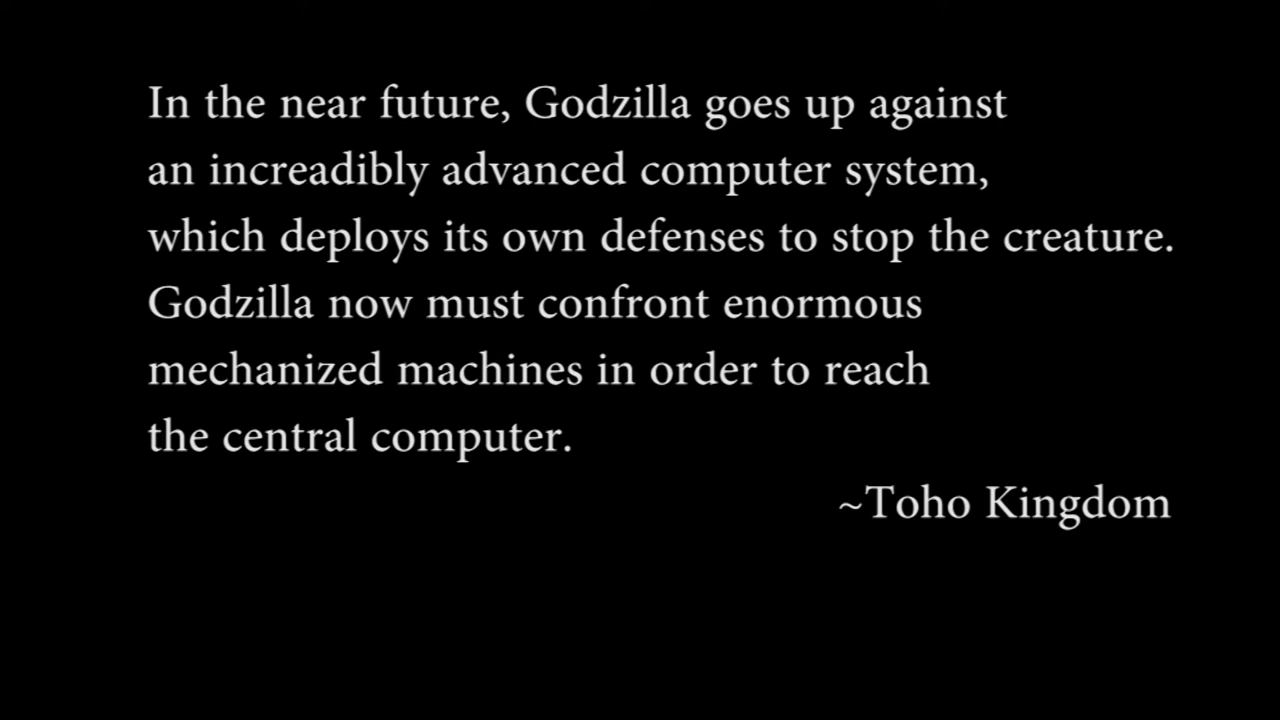 In the near future, Godzilla goes up against
an increadibly advanced computer system,
which deploys its own defenses to stop the creature.
Godzilla now must confront enormous
mechanized machines in order to reach
the central computer.
~Toho Kingdom